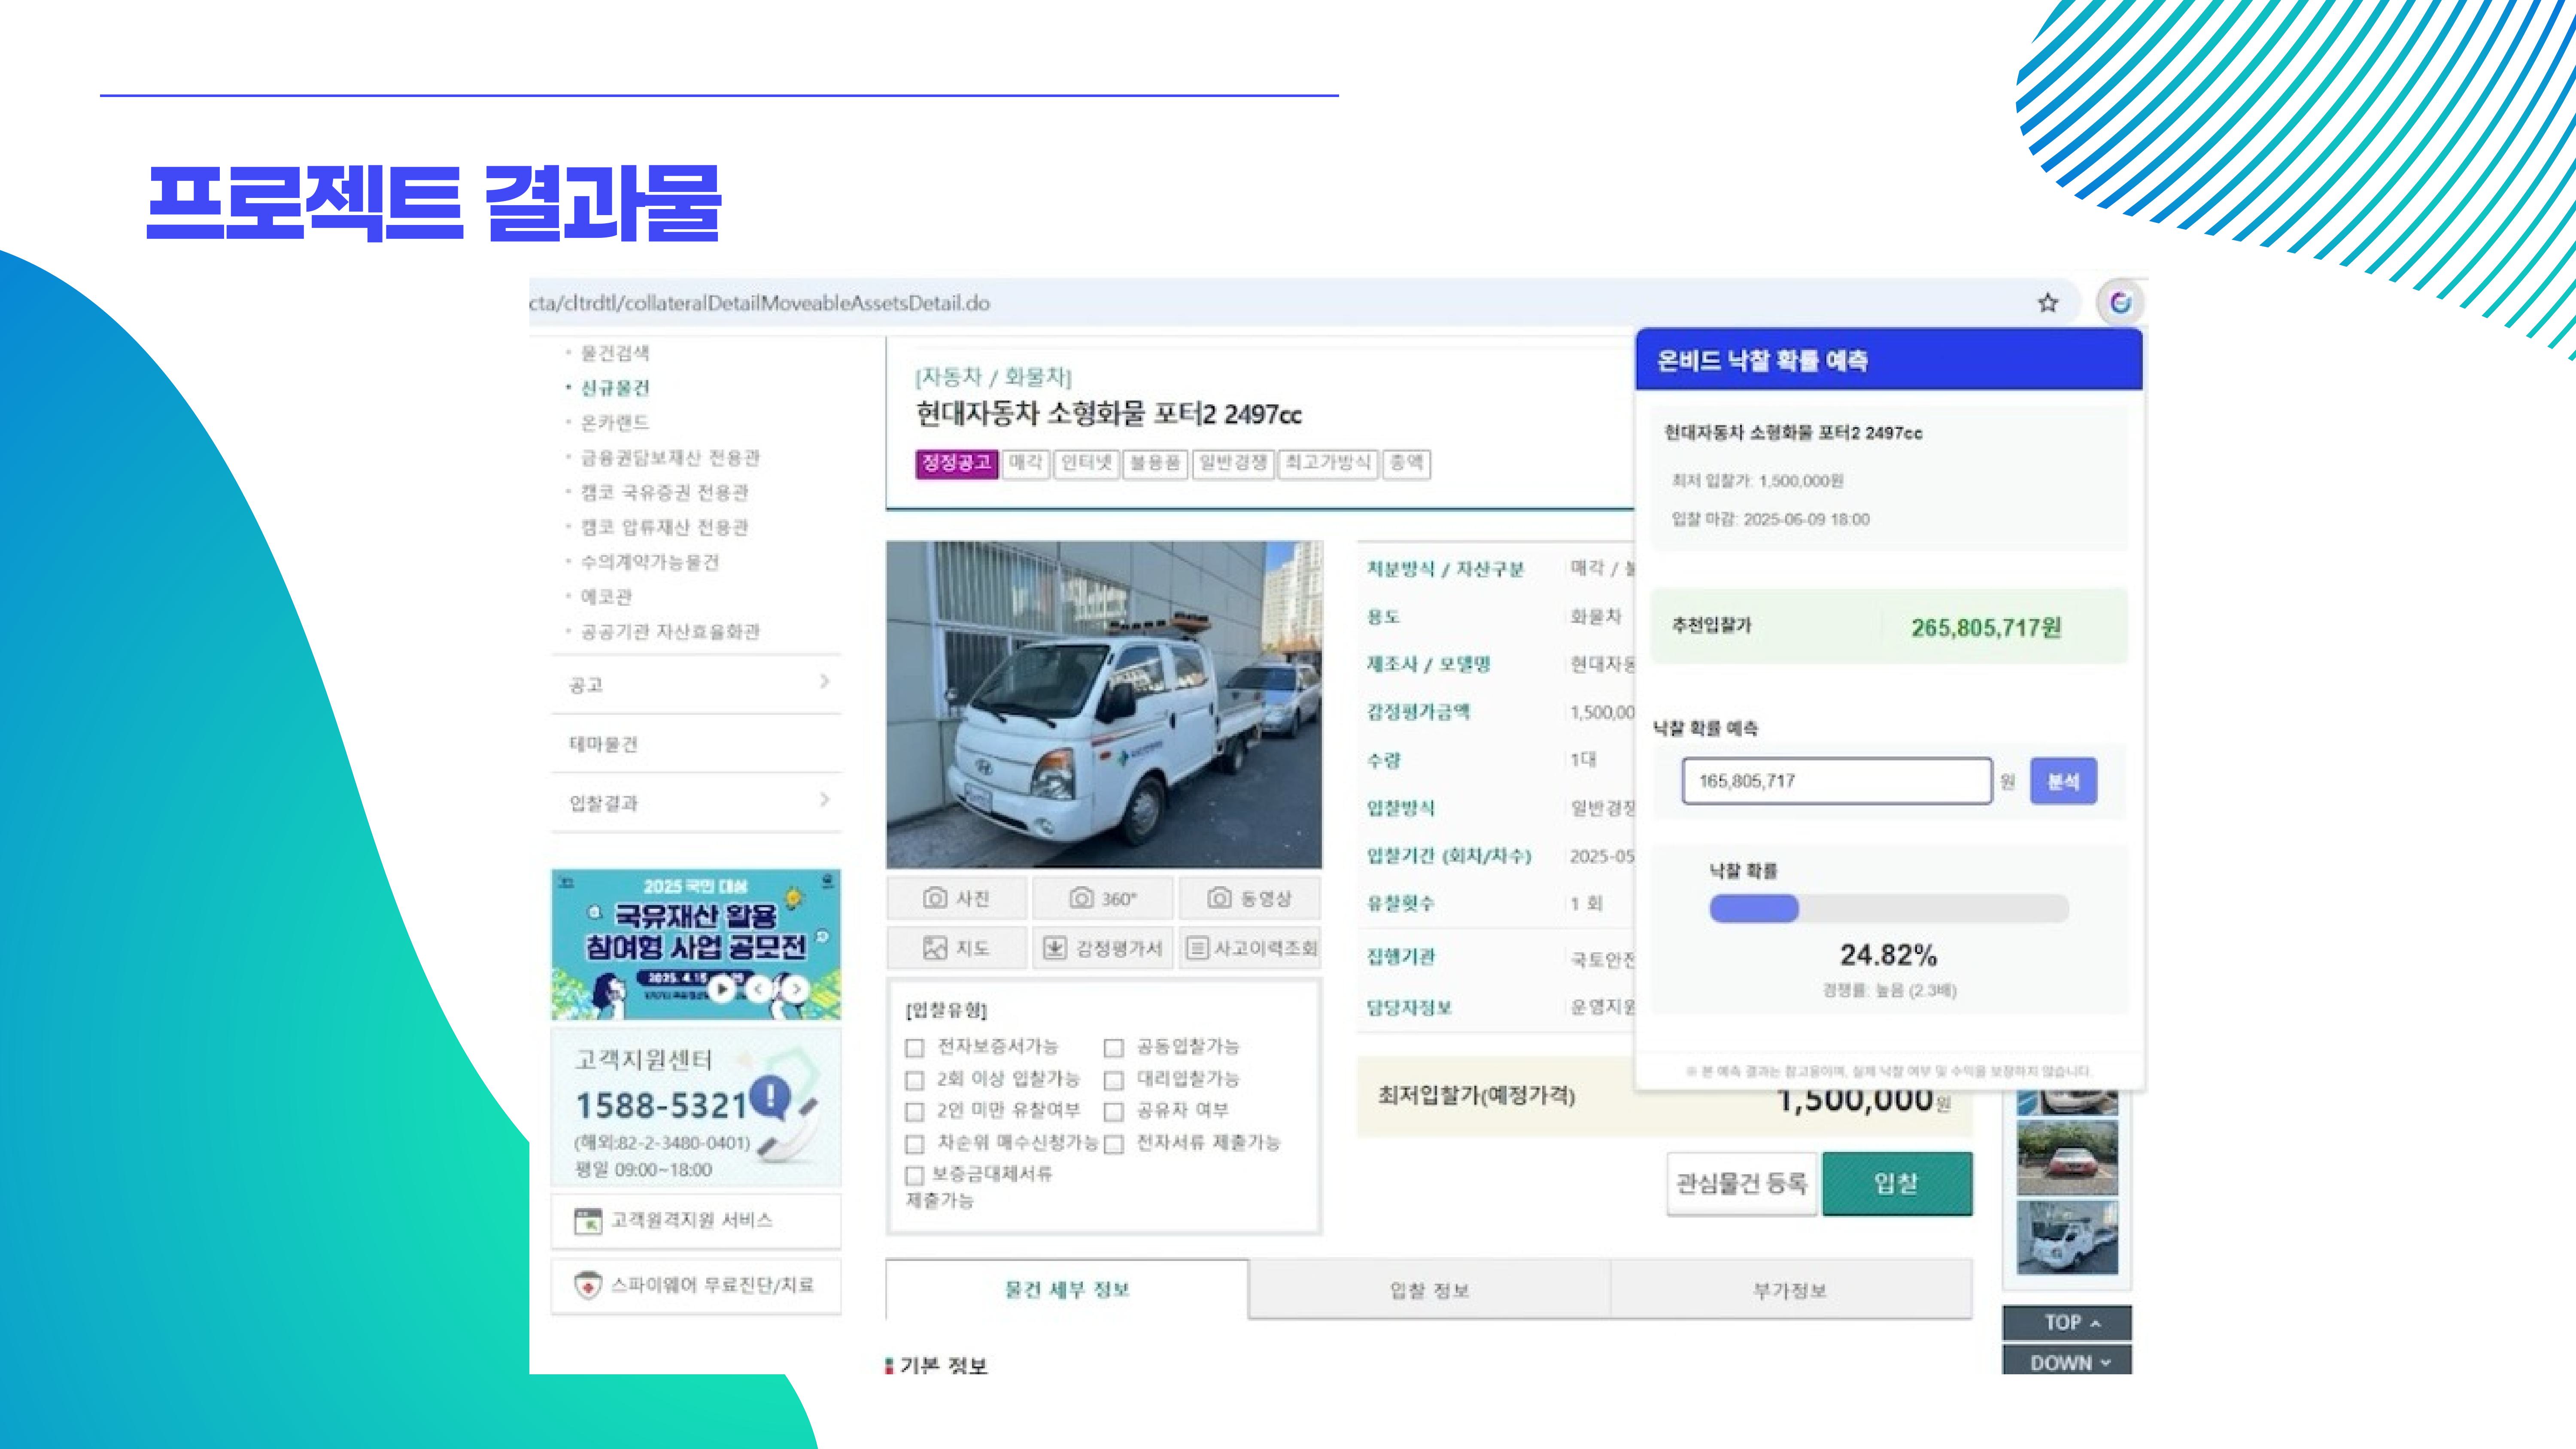 프로젝트 결과물
cta/cltrdtl/collateralDetailMoveableAssetsDetail.do
물건검색
신규물건
온카랜드
금융권담보재산 전용관
캠코 국유증권 전용관
캠코 압류재산 전용관
수의계약가능물건
에코관
공공기관 자산효율화관
공고
테마물건
입찰결과
2025 국민 대상
국유재산 활용
참여형 사업 공모전
고객지원센터
1588-5321
(해외:82-2-3480-0401)
평일 09:00~18:00
고객원격지원 서비스
스파이웨어 무료진단/치료
[자동차 / 화물차]
현대자동차 소형화물 포터2 2497cc
정정공고 매각 인터넷 불용품 일반경쟁 최고가방식 총액
사진 360° 동영상
지도 감정평가서 사고이력조회
[입찰유형]
전자보증서가능 공동입찰가능
2회 이상 입찰가능 대리입찰가능
2인 미만 유찰여부 공유자 여부
차순위 매수신청가능 전자서류 제출가능
보증금대체서류
제출가능
처분방식 / 자산구분 매각 /
용도 화물차
제조사 / 모델명 현대자동
감정평가금액 1,500,00
수량 1대
입찰방식 일반경쟁
입찰기간 (회차/차수) 2025-05
유찰횟수 1 회
집행기관 국토안전
담당자정보 운영지원
최저입찰가(예정가격) 1,500,000원
관심물건 등록 입찰
물건 세부 정보 입찰 정보 부가정보
기본 정보
온비드 낙찰 확률 예측
현대자동차 소형화물 포터2 2497cc
최저 입찰가: 1,500,000원
입찰 마감: 2025-06-09 18:00
추천입찰가 265,805,717원
낙찰 확률 예측
165,805,717 원 분석
낙찰 확률
24.82%
경쟁률: 높음 (2.3배)
※ 본 예측 결과는 참고용이며, 실제 낙찰 여부 및 수익을 보장하지 않습니다.
TOP
DOWN